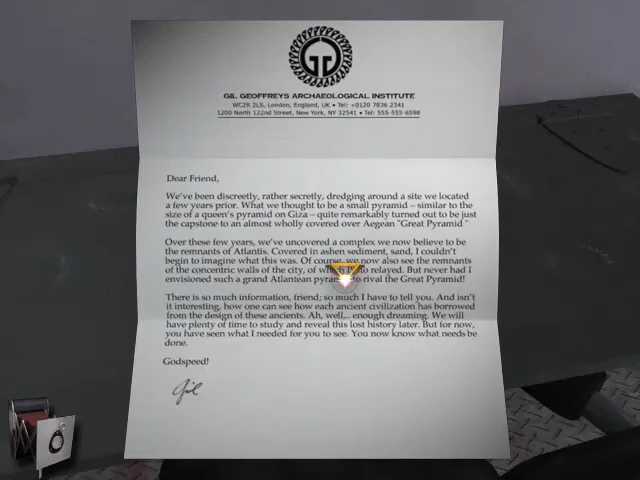 GIL GEOFFREYS ARCHAEOLOGICAL INSTITUTE
WC2R 2LS, London, England, UK • Tel: +0120 7836 2341
1200 North 122nd Street, New York, NY 32541 • Tel: 555-555-6598
Dear Friend,
We've been discreetly, rather secretly, dredging around a site we located
a few years prior. What we thought to be a small pyramid – similar to the
size of a queen's pyramid on Giza – quite remarkably turned out to be just
the capstone to an almost wholly covered over Aegean "Great Pyramid."
Over these few years, we've uncovered a complex we now believe to be
the remnants of Atlantis. Covered in ashen sediment, sand, I couldn't
begin to imagine what this was. Of course, we now also see the remnants
of the concentric walls of the city, of which Plato relayed. But never had I
envisioned such a grand Atlantean pyramid to rival the Great Pyramid!
There is so much information, friend; so much I have to tell you. And isn't
it interesting, how one can see how each ancient civilization has borrowed
from the design of these ancients. Ah, well,.. enough dreaming. We will
have plenty of time to study and reveal this lost history later. But for now,
you have seen what I needed for you to see. You now know what needs be
done.
Godspeed!
Gil